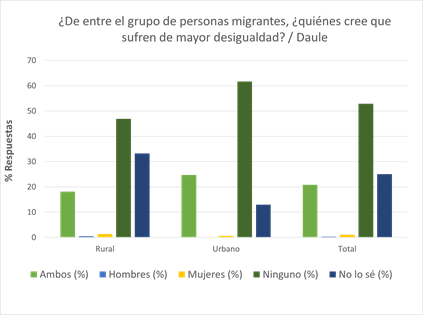 ¿De entre el grupo de personas migrantes, ¿quiénes cree que
sufren de mayor desigualdad? / Daule
% Respuestas
70
60
50
40
30
20
10
0
Rural Urbano Total
Ambos (%) Hombres (%) Mujeres (%) Ninguno (%) No lo sé (%)